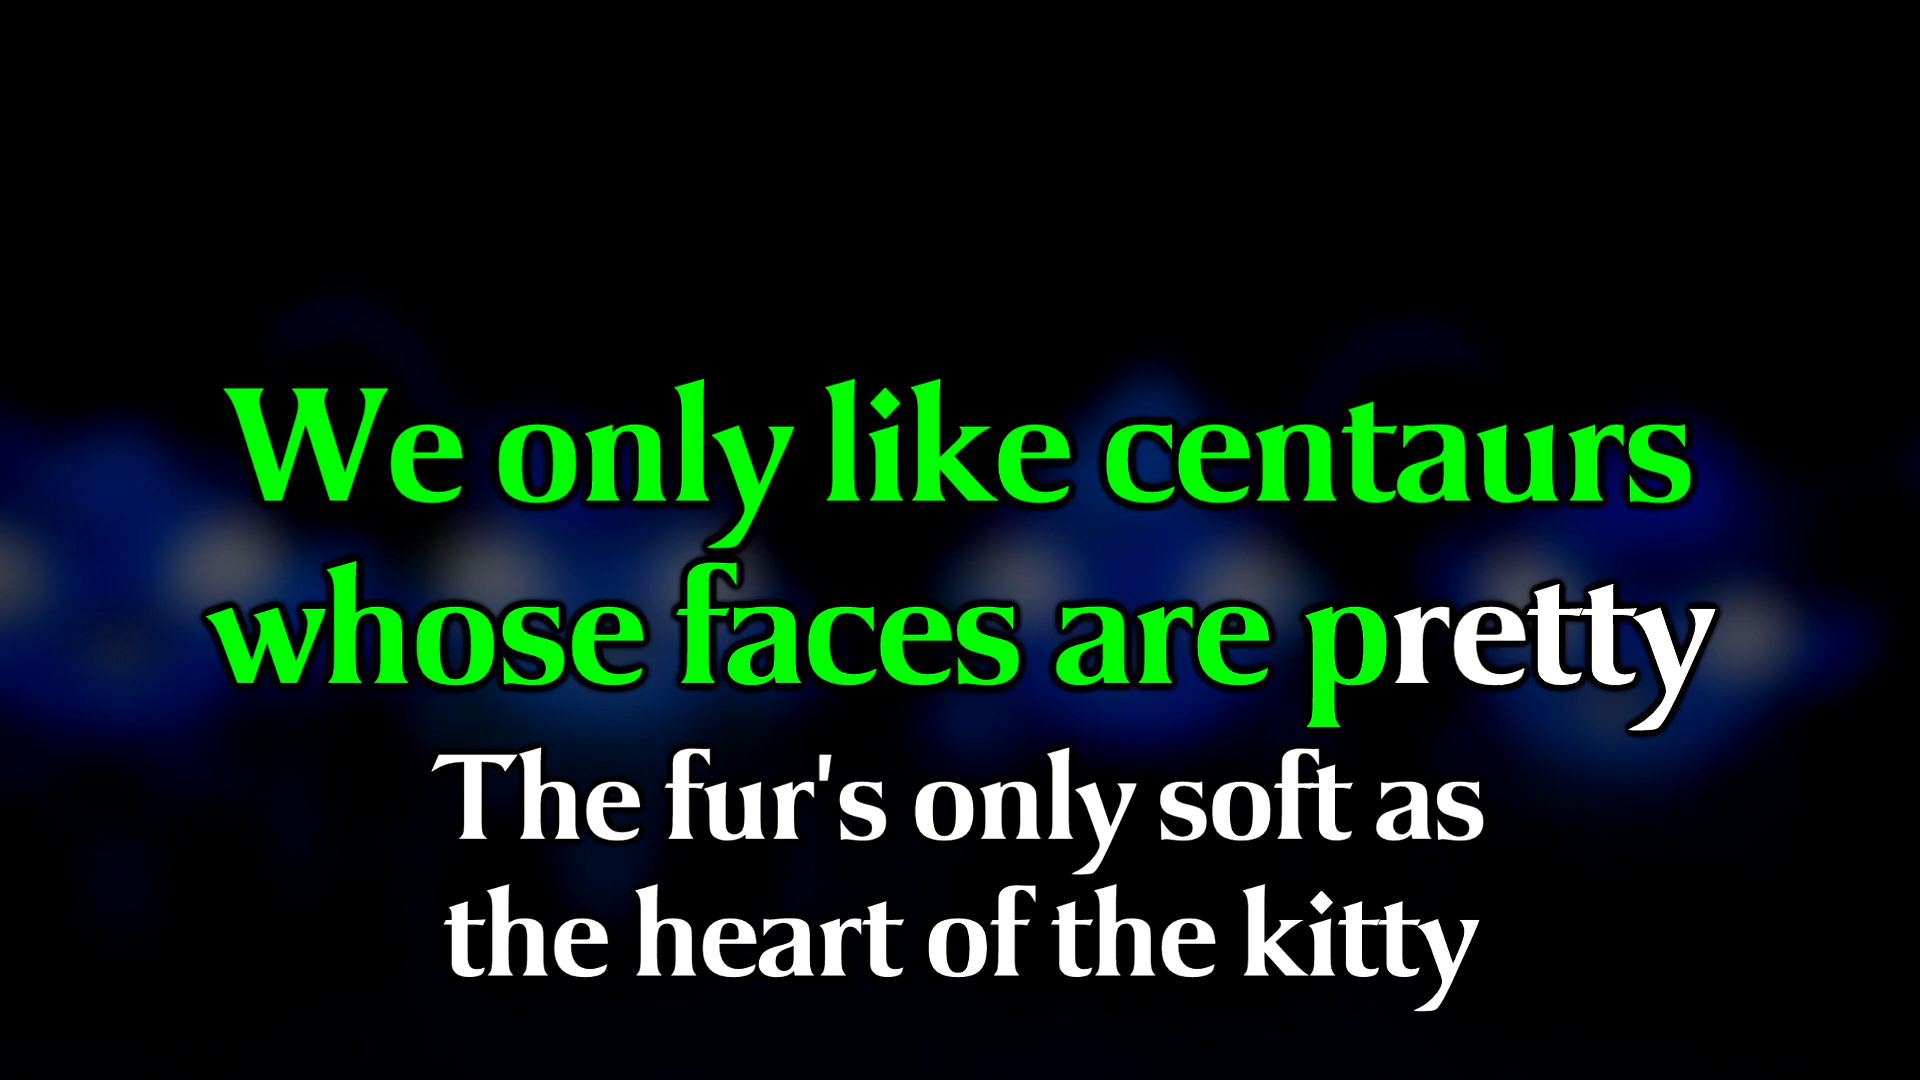 We only like centaurs
whose faces are pretty
The fur's only soft as
the heart of the kitty